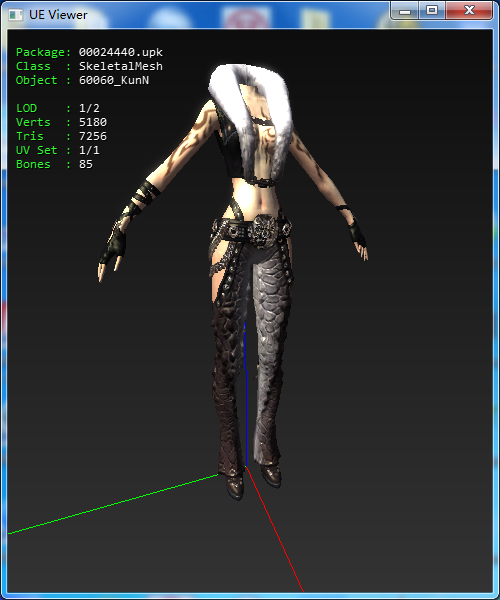 UE Viewer
Package: 00024440.upk
Class : SkeletalMesh
Object : 60060_KunN
LOD : 1/2
Verts : 5180
Tris : 7256
UV Set : 1/1
Bones : 85